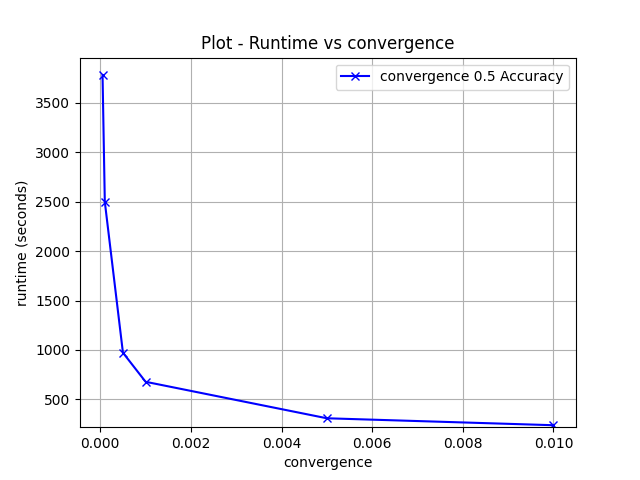 Plot - Runtime vs convergence
convergence 0.5 Accuracy
runtime (seconds)
3500
3000
2500
2000
1500
1000
500
0.000 0.002 0.004 0.006 0.008 0.010
convergence